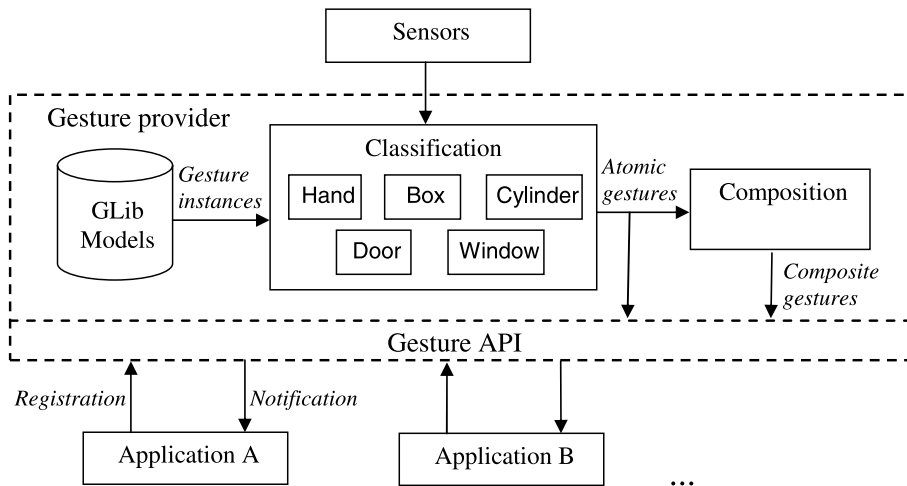 Sensors
Gesture provider
Classification
Gesture
instances
Atomic
gestures
GLib
Models
Hand
Box
Cylinder
Door
Window
Composition
Composite
gestures
Gesture API
Registration
Notification
Application A
Application B
...